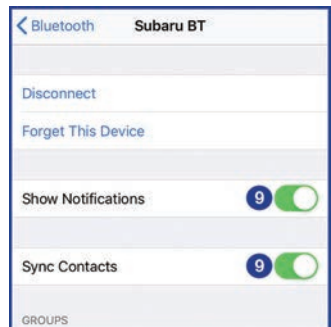 Bluetooth Subaru BT
Disconnect
Forget This Device
Show Notifications 9
Sync Contacts 9
GROUPS